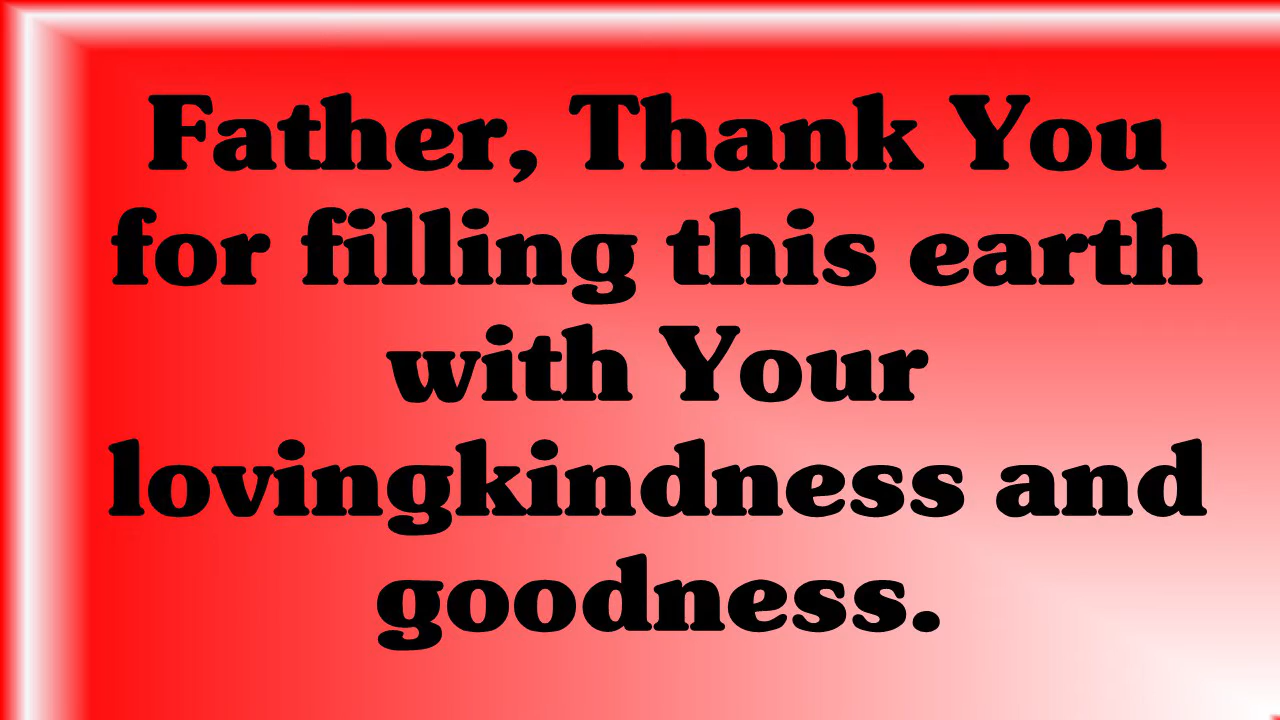 Father, Thank You
for filling this earth
with Your
lovingkindness and
goodness.